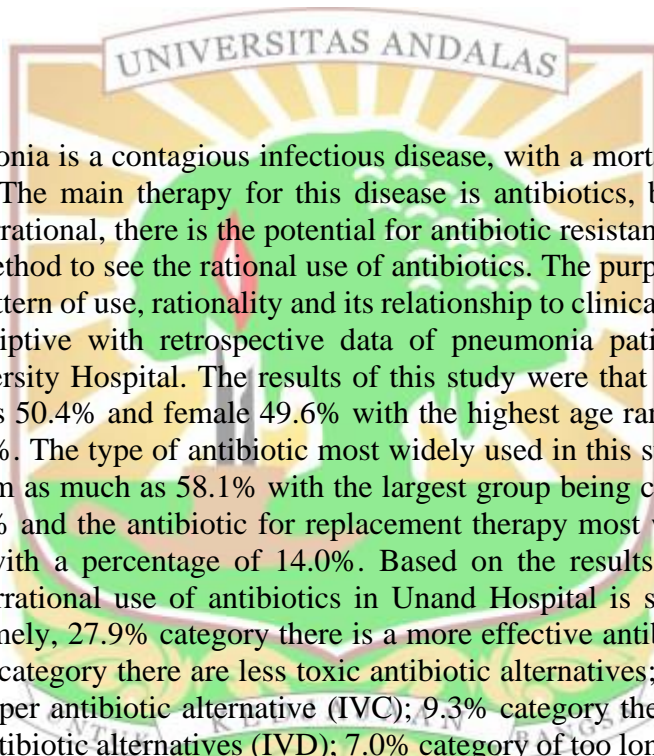 UNIVERSITAS ANDALAS
onia is a contagious infectious disease, with a mort
The main therapy for this disease is antibiotics, b
rational, there is the potential for antibiotic resistan
ethod to see the rational use of antibiotics. The purp
ttern of use, rationality and its relationship to clinica
iptive with retrospective data of pneumonia pati
ersity Hospital. The results of this study were that
s 50.4% and female 49.6% with the highest age ran
%. The type of antibiotic most widely used in this s
m as much as 58.1% with the largest group being c
% and the antibiotic for replacement therapy most
with a percentage of 14.0%. Based on the results
rrational use of antibiotics in Unand Hospital is s
mely, 27.9% category there is a more effective antib
category there are less toxic antibiotic alternatives;
per antibiotic alternative (IVC); 9.3% category the
tibiotic alternatives (IVD); 7.0% category of too lon